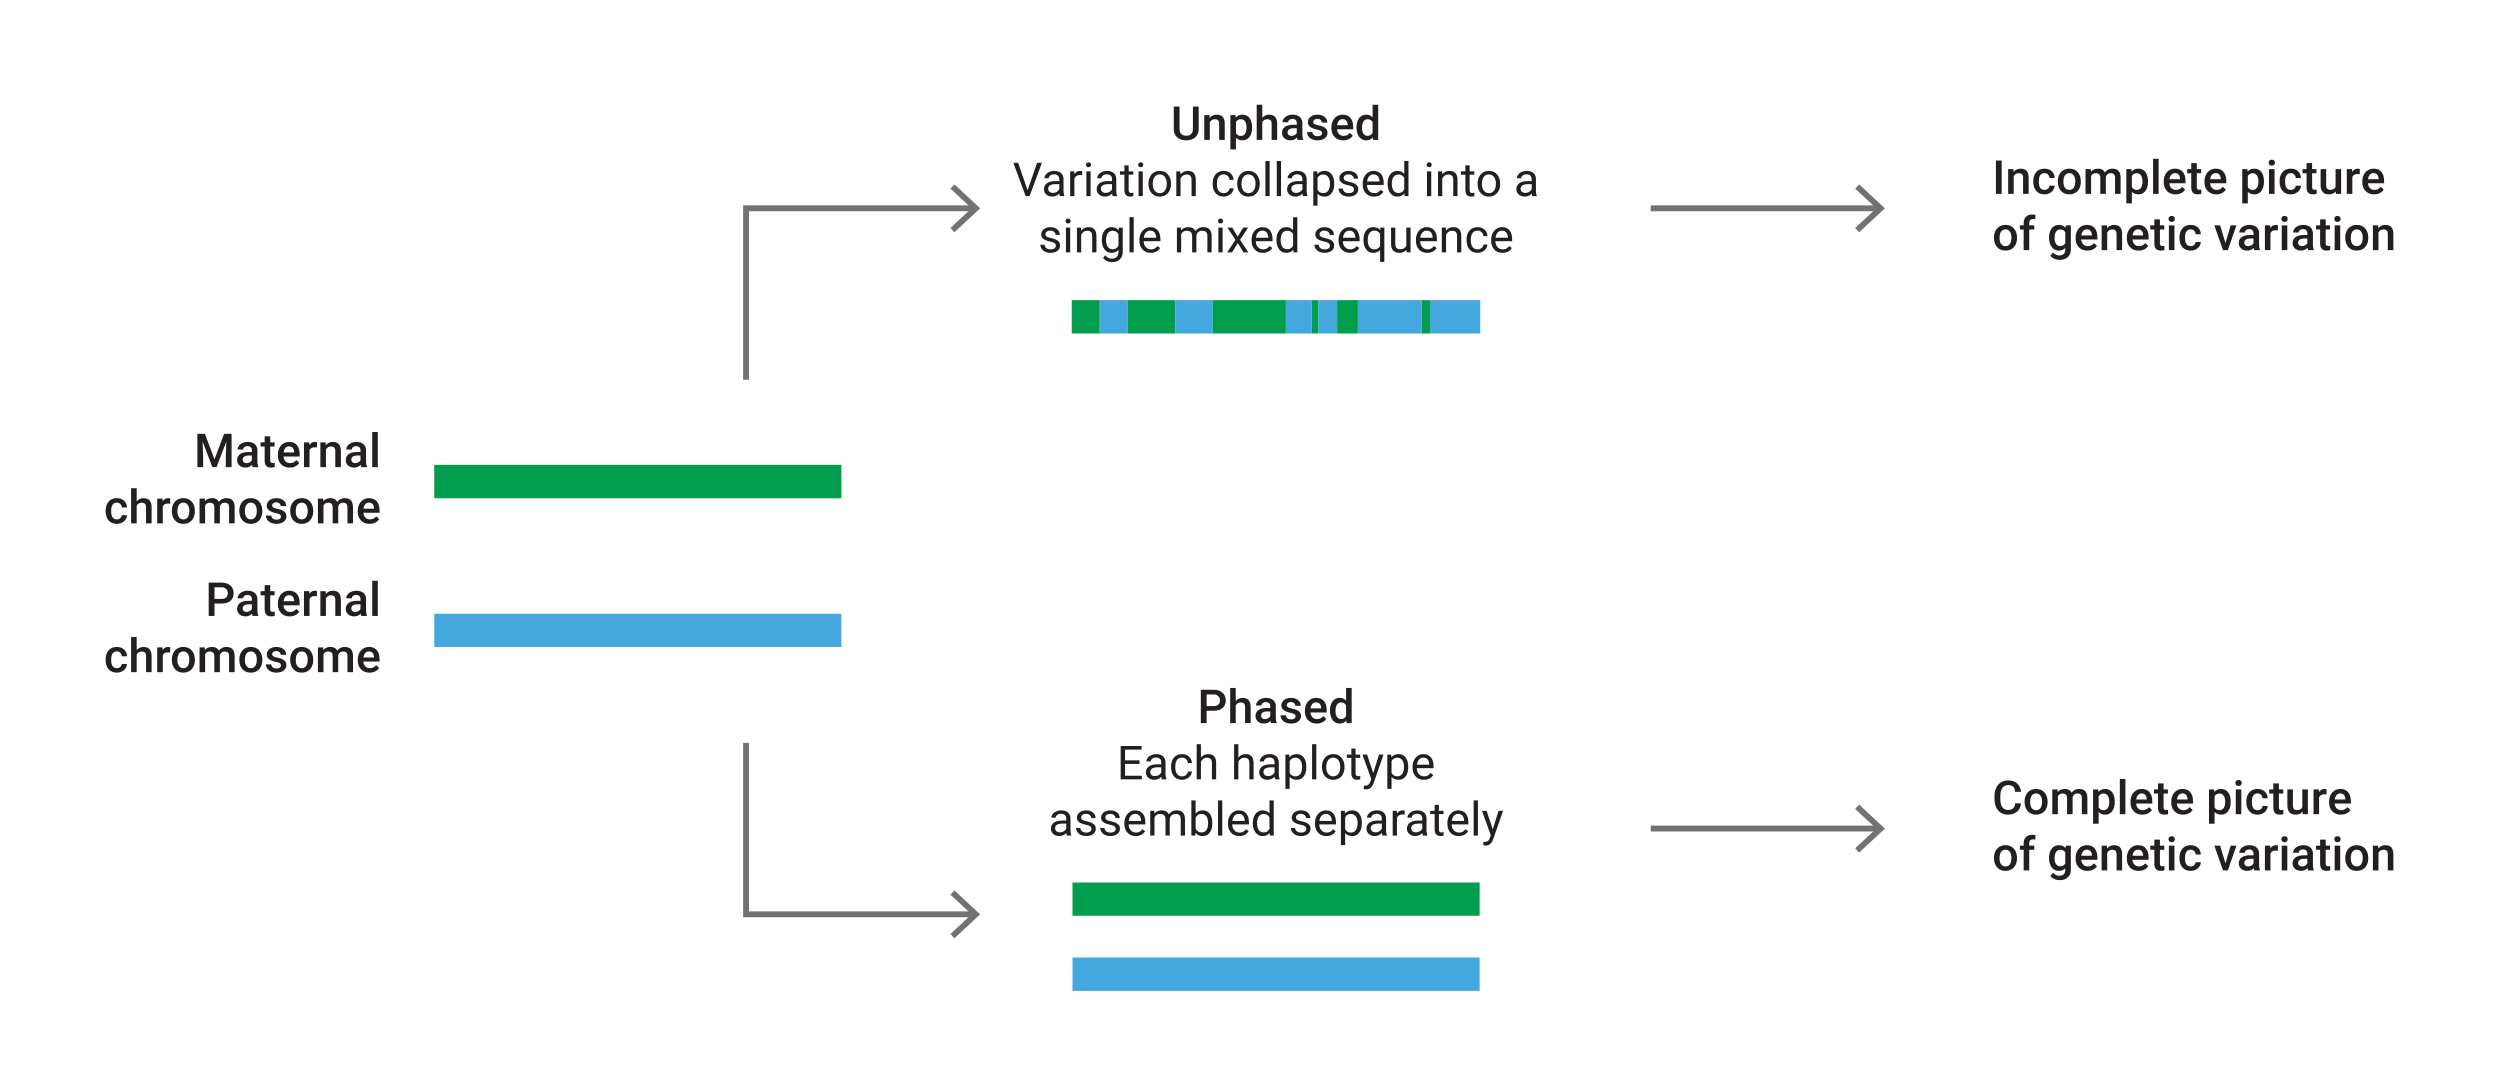 Maternal
chromosome
Paternal
chromosome
Unphased
Variation collapsed into a
single mixed sequence
Incomplete picture
of genetic variation
Phased
Each haplotype
assembled separately
Complete picture
of genetic variation